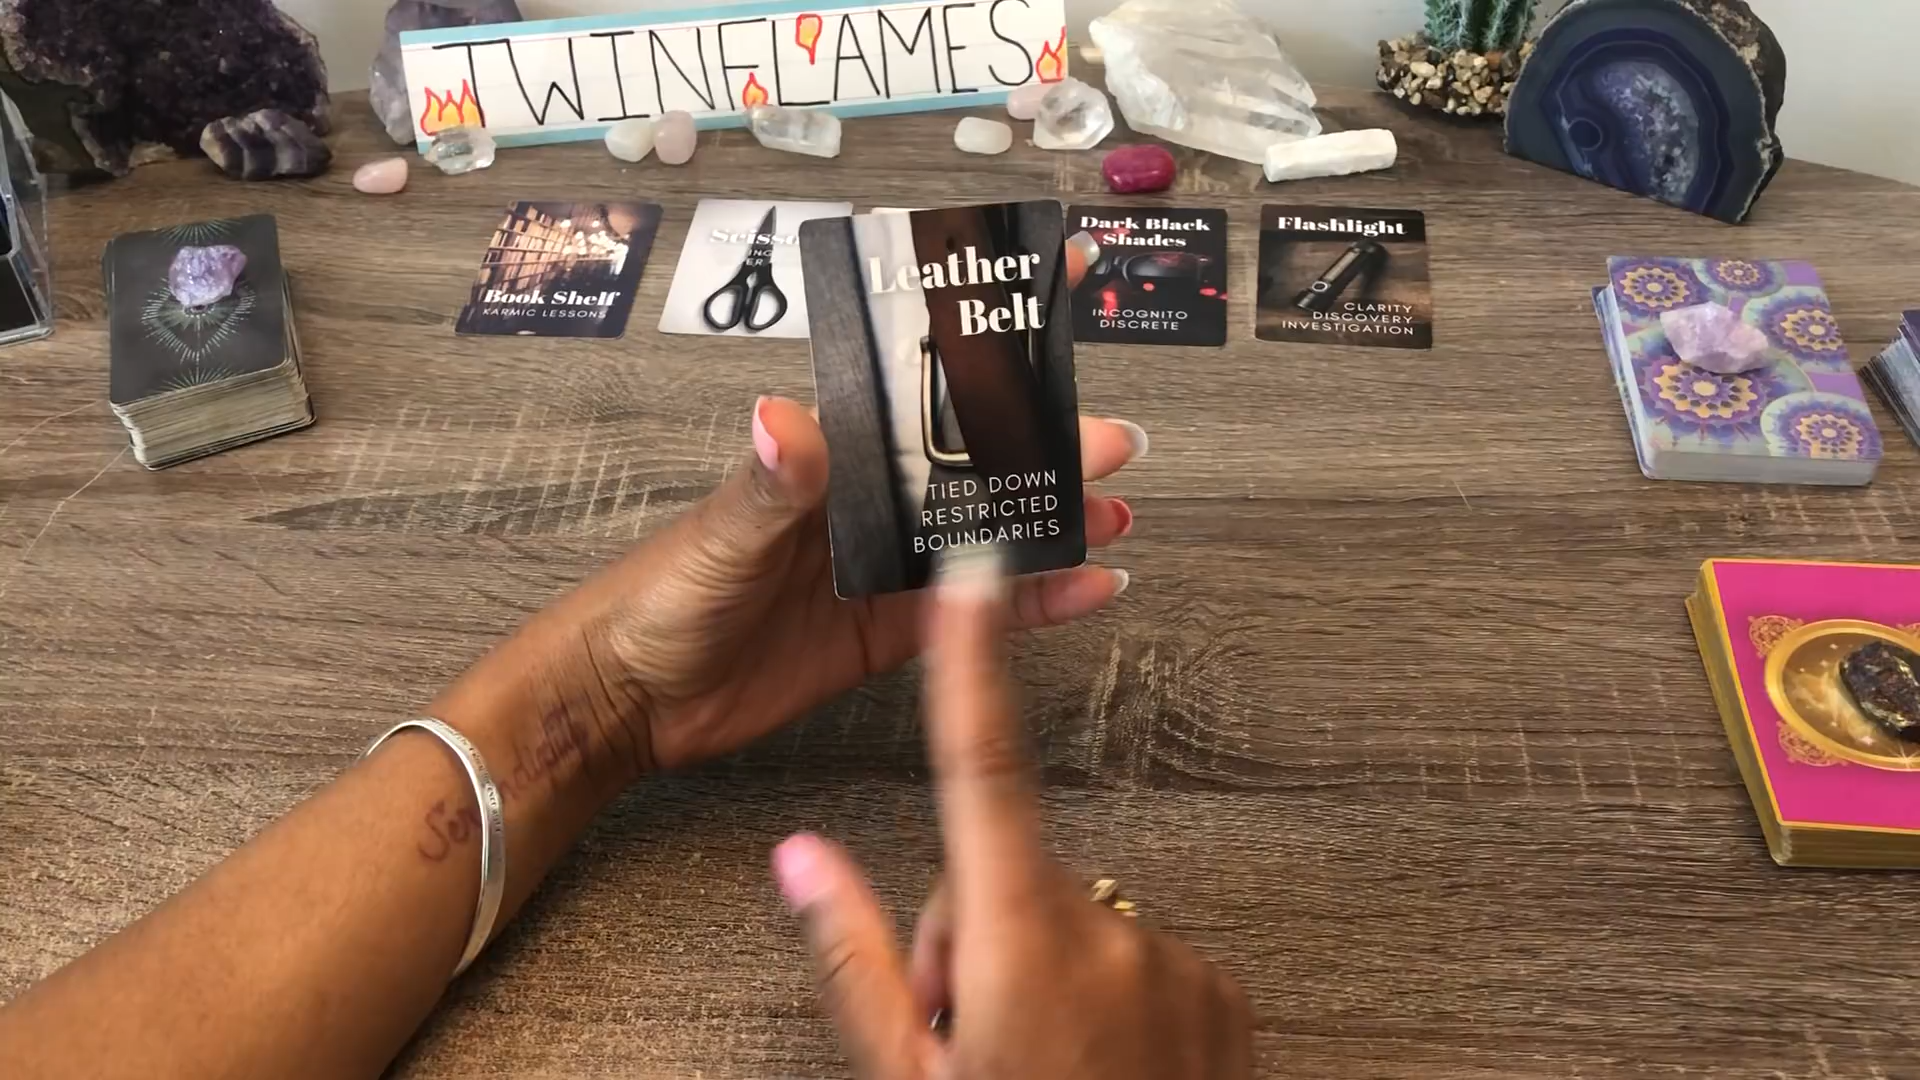 TWINFLAMES
Book Shelf
KARMIC LESSONS
Leather
Belt
TIED DOWN
RESTRICTED
BOUNDARIES
Dark Black
Shades
INCOGNITO
DISCRETE
Flashlight
CLARITY
DISCOVERY
INVESTIGATION